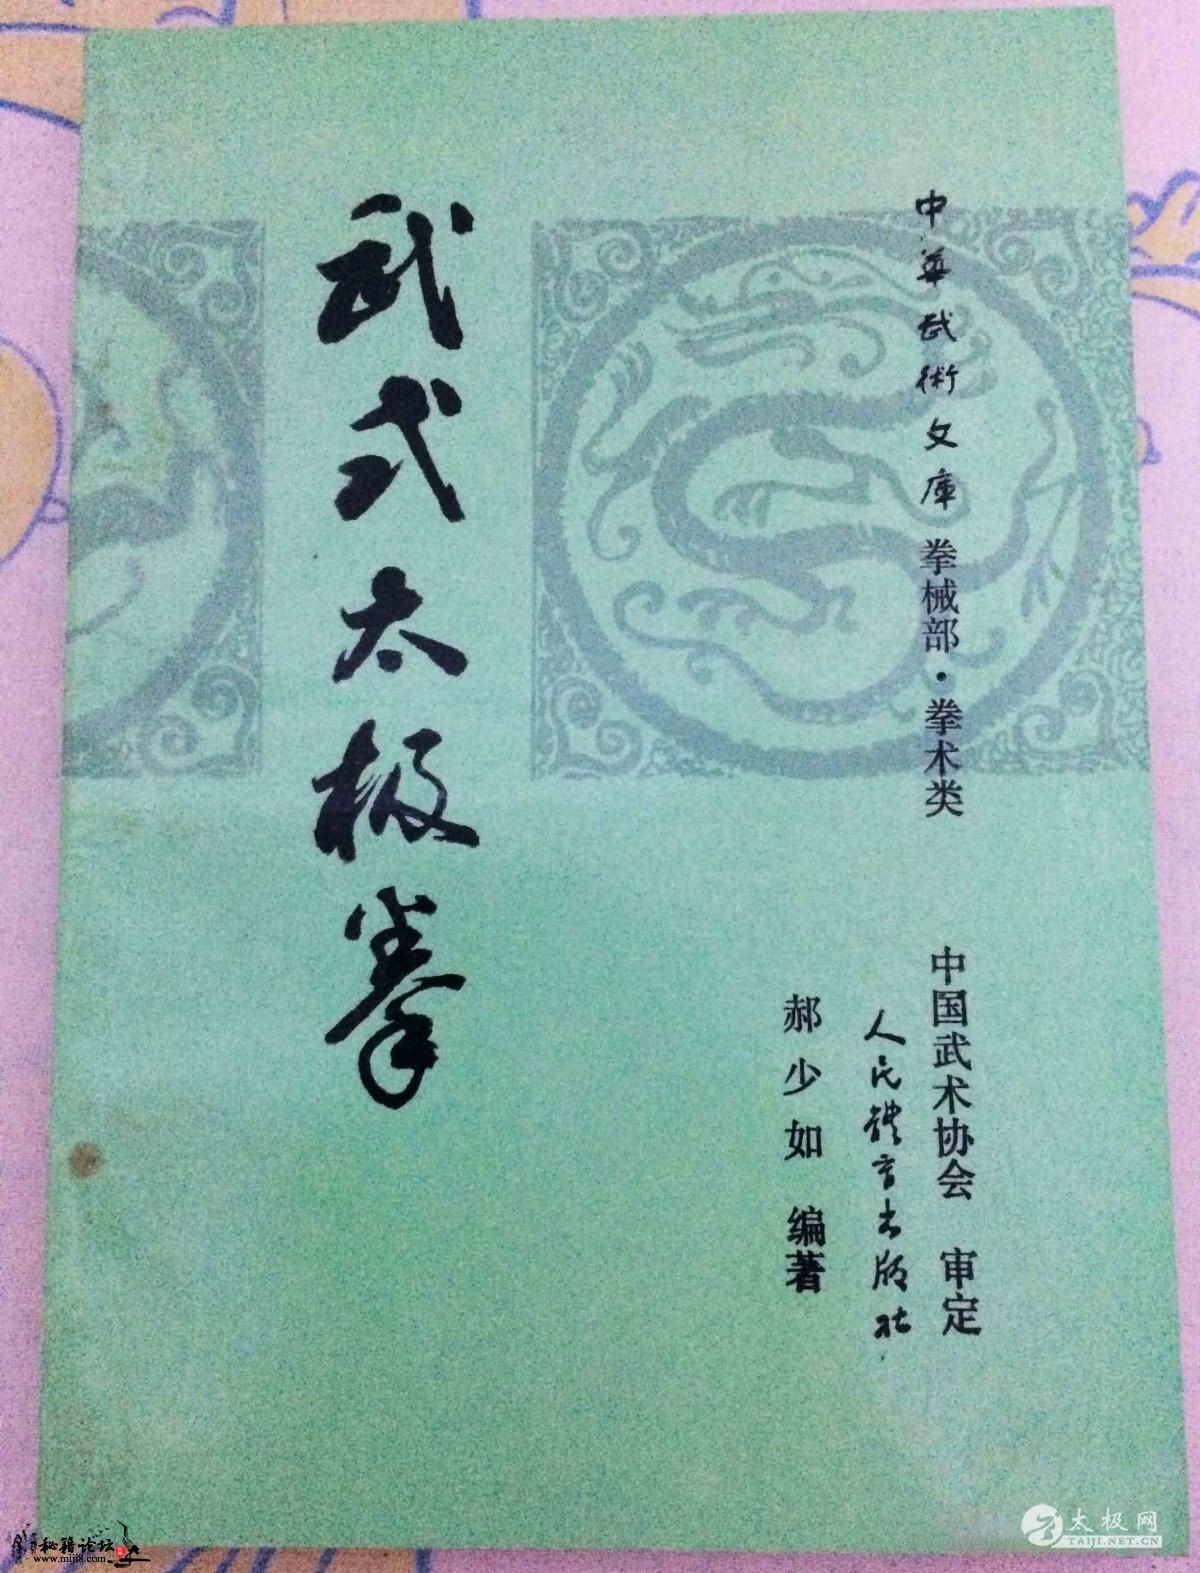 中華武術文庫 拳械部·拳术类
中国武术协会 审定
人民體育出版社
郝少如 编著
武式太极拳
秘籍论坛
www.miji8.com
太极网
TAIJI.NET.CN